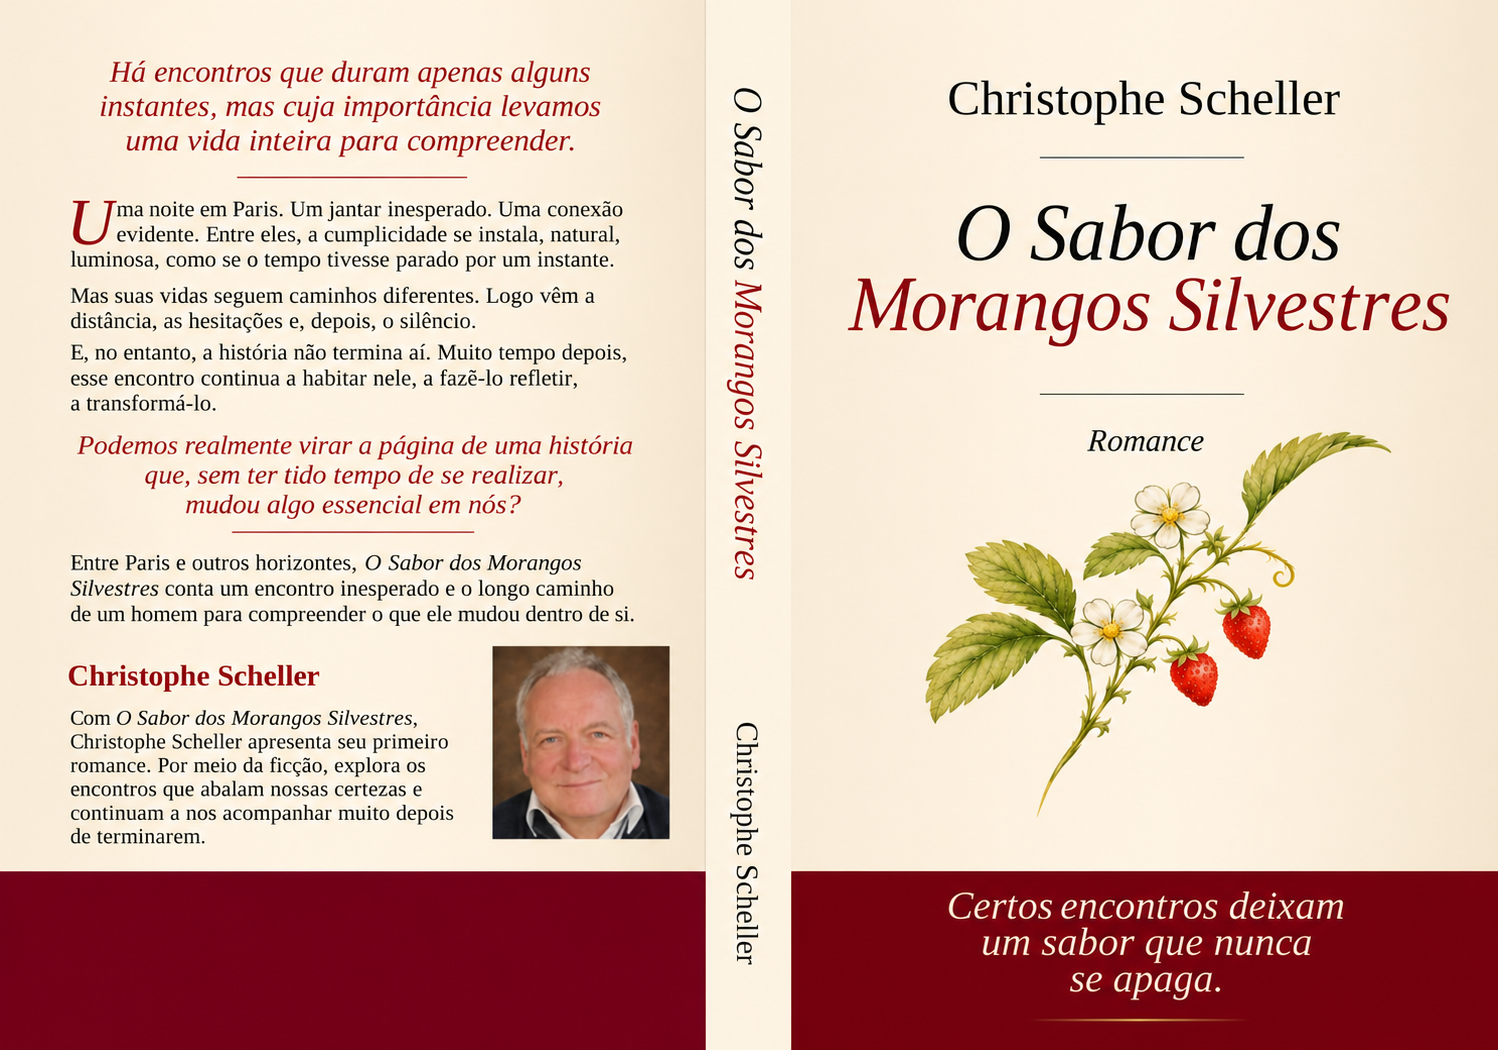 Há encontros que duram apenas alguns
instantes, mas cuja importância levamos
uma vida inteira para compreender.
Uma noite em Paris. Um jantar inesperado. Uma conexão
evidente. Entre eles, a cumplicidade se instala, natural,
luminosa, como se o tempo tivesse parado por um instante.
Mas suas vidas seguem caminhos diferentes. Logo vêm a
distância, as hesitações e, depois, o silêncio.
E, no entanto, a história não termina aí. Muito tempo depois,
esse encontro continua a habitar nele, a fazẽ-lo refletir,
a transformá-lo.
Podemos realmente virar a página de uma história
que, sem ter tido tempo de se realizar,
mudou algo essencial em nós?
Entre Paris e outros horizontes, O Sabor dos Morangos
Silvestres conta um encontro inesperado e o longo caminho
de um homem para compreender o que ele mudou dentro de si.
Christophe Scheller
Com O Sabor dos Morangos Silvestres,
Christophe Scheller apresenta seu primeiro
romance. Por meio da ficção, explora os
encontros que abalam nossas certezas e
continuam a nos acompanhar muito depois
de terminarem.
O Sabor dos Morangos Silvestres
Christophe Scheller
Christophe Scheller
O Sabor dos
Morangos Silvestres
Romance
Certos encontros deixam
um sabor que nunca
se apaga.